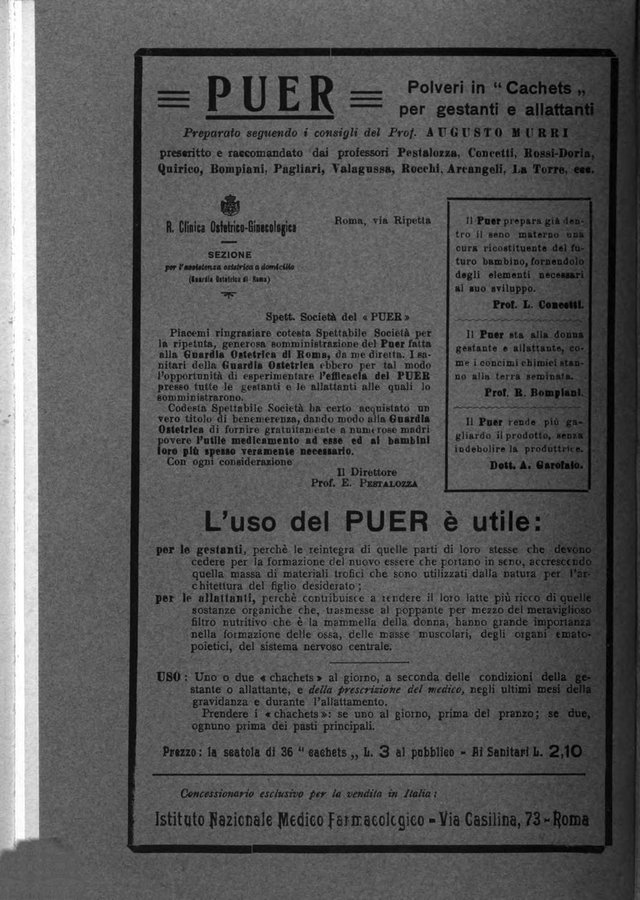 PUER
Polveri in “ Cachets „
per gestanti e allattanti
Preparato seguendo i consigli del Prof. AUGUSTO MURRI
prescritto e raccomandato dai professori Pestalozza, Concetti, Rossi-Doria,
Quirico, Bompiani, Pagliari, Valagussa, Rocchi, Arcangeli, La Torre, ecc.
R. Clinica Ostetrico-Ginecologica
SEZIONE
per l'assistenza ostetrica a domicilio
(Guardia Ostetrica di Roma)
Roma, via Ripetta
Spett. Società del « PUER »
Piacemi ringraziare cotesta Spettabile Società per
la ripetuta, generosa somministrazione del Puer fatta
alla Guardia Ostetrica di Roma, da me diretta. I sa-
nitari della Guardia Ostetrica ebbero per tal modo
l'opportunità di esperimentare l'efficacia del PUER
presso tutte le gestanti e le allattanti alle quali lo
somministrarono.
Codesta Spettabile Società ha certo acquistato un
vero titolo di benemerenza, dando modo alla Guardia
Ostetrica di fornire gratuitamente a numerose madri
povere l'utile medicamento ad esse ed ai bambini
loro più spesso veramente necessario.
Con ogni considerazione
Il Direttore
Prof. E. PESTALOZZA
Il Puer prepara già den-
tro il seno materno una
cura ricostituente del fu-
turo bambino, fornendolo
degli elementi necessari
al suo sviluppo.
Prof. L. Concetti.
Il Puer sta alla donna
gestante e allattante, co-
me i concimi chimici stan-
no alla terra seminata.
Prof. R. Bompiani.
Il Puer rende più ga-
gliardo il prodotto, senza
indebolire la produttrice.
Dott. A. Garofalo.
L'uso del PUER è utile:
per le gestanti, perchè le reintegra di quelle parti di loro stesse che devono
cedere per la formazione del nuovo essere che portano in seno, accrescendo
quella massa di materiali trofici che sono utilizzati dalla natura per l'ar-
chitettura del figlio desiderato ;
per le allattanti, perchè contribuisce a rendere il loro latte più ricco di quelle
sostanze organiche che, trasmesse al poppante per mezzo del meraviglioso
filtro nutritivo che è la mammella della donna, hanno grande importanza
nella formazione delle ossa, delle masse muscolari, degli organi emato-
poietici, del sistema nervoso centrale.
USO : Uno o due « chachets » al giorno, a seconda delle condizioni della ge-
stante o allattante, e della prescrizione del medico, negli ultimi mesi della
gravidanza e durante l'allattamento.
Prendere i « chachets »: se uno al giorno, prima del pranzo; se due,
ognuno prima dei pasti principali.
Prezzo: la scatola di 36 “ cachets „ L. 3 al pubblico - Ai Sanitari L. 2,10
Concessionario esclusivo per la vendita in Italia :
Istituto Nazionale Medico Farmacologico - Via Casilina, 73 - Roma